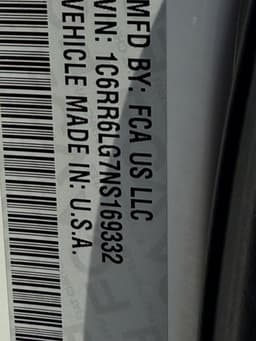 MFD BY: FCA US LLC
VIN: 1C6RR6LG7NS169332
VEHICLE MADE IN: U.S.A.